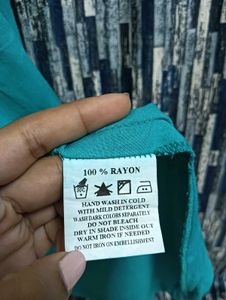 100 % RAYON
HAND WASH IN COLD
WITH MILD DETERGENT
WASH DARK COLORS SEPARATELY
DO NOT BLEACH
DRY IN SHADE INSIDE OUT
WARM IRON IF NEEDED
DO NOT IRON ON EMBELLISHMENT